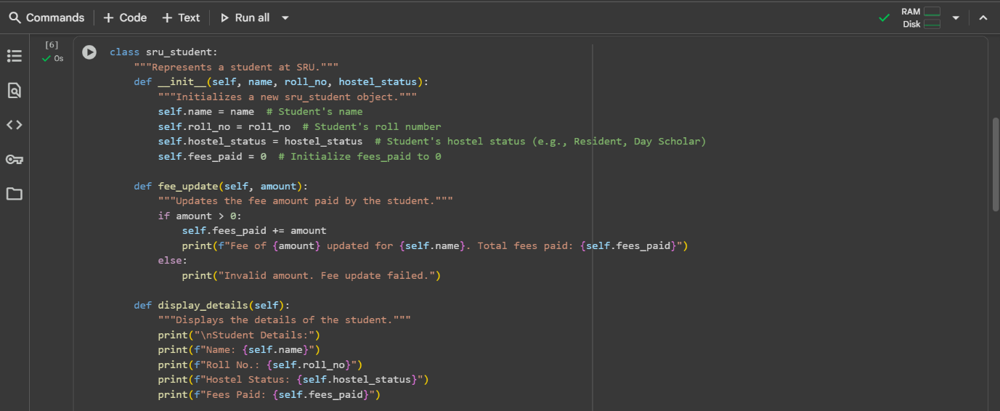 Commands + Code + Text Run all
RAM
Disk
[6]
0s
class sru_student:
    """Represents a student at SRU."""
    def __init__(self, name, roll_no, hostel_status):
        """Initializes a new sru_student object."""
        self.name = name  # Student's name
        self.roll_no = roll_no  # Student's roll number
        self.hostel_status = hostel_status  # Student's hostel status (e.g., Resident, Day Scholar)
        self.fees_paid = 0  # Initialize fees_paid to 0

    def fee_update(self, amount):
        """Updates the fee amount paid by the student."""
        if amount > 0:
            self.fees_paid += amount
            print(f"Fee of {amount} updated for {self.name}. Total fees paid: {self.fees_paid}")
        else:
            print("Invalid amount. Fee update failed.")

    def display_details(self):
        """Displays the details of the student."""
        print("\nStudent Details:")
        print(f"Name: {self.name}")
        print(f"Roll No.: {self.roll_no}")
        print(f"Hostel Status: {self.hostel_status}")
        print(f"Fees Paid: {self.fees_paid}")